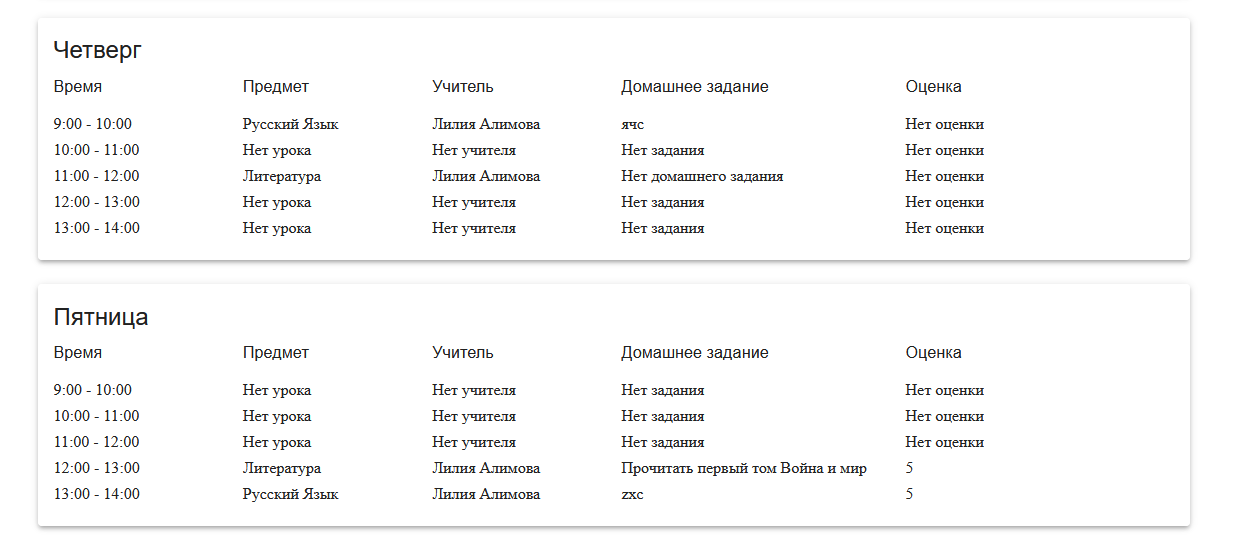 Четверг
Время Предмет Учитель Домашнее задание Оценка
9:00 - 10:00 Русский Язык Лилия Алимова ячс Нет оценки
10:00 - 11:00 Нет урока Нет учителя Нет задания Нет оценки
11:00 - 12:00 Литература Лилия Алимова Нет домашнего задания Нет оценки
12:00 - 13:00 Нет урока Нет учителя Нет задания Нет оценки
13:00 - 14:00 Нет урока Нет учителя Нет задания Нет оценки
Пятница
Время Предмет Учитель Домашнее задание Оценка
9:00 - 10:00 Нет урока Нет учителя Нет задания Нет оценки
10:00 - 11:00 Нет урока Нет учителя Нет задания Нет оценки
11:00 - 12:00 Нет урока Нет учителя Нет задания Нет оценки
12:00 - 13:00 Литература Лилия Алимова Прочитать первый том Война и мир 5
13:00 - 14:00 Русский Язык Лилия Алимова zxc 5